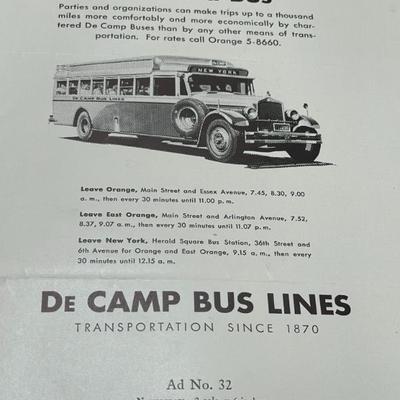 BUS
Parties and organizations can make trips up to a thousand
miles more comfortably and more economically by char-
tered De Camp Buses than by any other means of trans-
portation. For rates call Orange 5-8660.
NEW YORK
DE CAMP BUS LINES
Leave Orange, Main Street and Essex Avenue, 7.45, 8.30, 9.00
a. m., then every 30 minutes until 11.00 p. m.
Leave East Orange, Main Street and Arlington Avenue, 7.52,
8.37, 9.07 a. m., then every 30 minutes until 11.07 p. m.
Leave New York, Herald Square Bus Station, 36th Street and
6th Avenue for Orange and East Orange, 9.15 a. m., then every 30
minutes until 12.15 a. m.
DE CAMP BUS LINES
TRANSPORTATION SINCE 1870
Ad No. 32